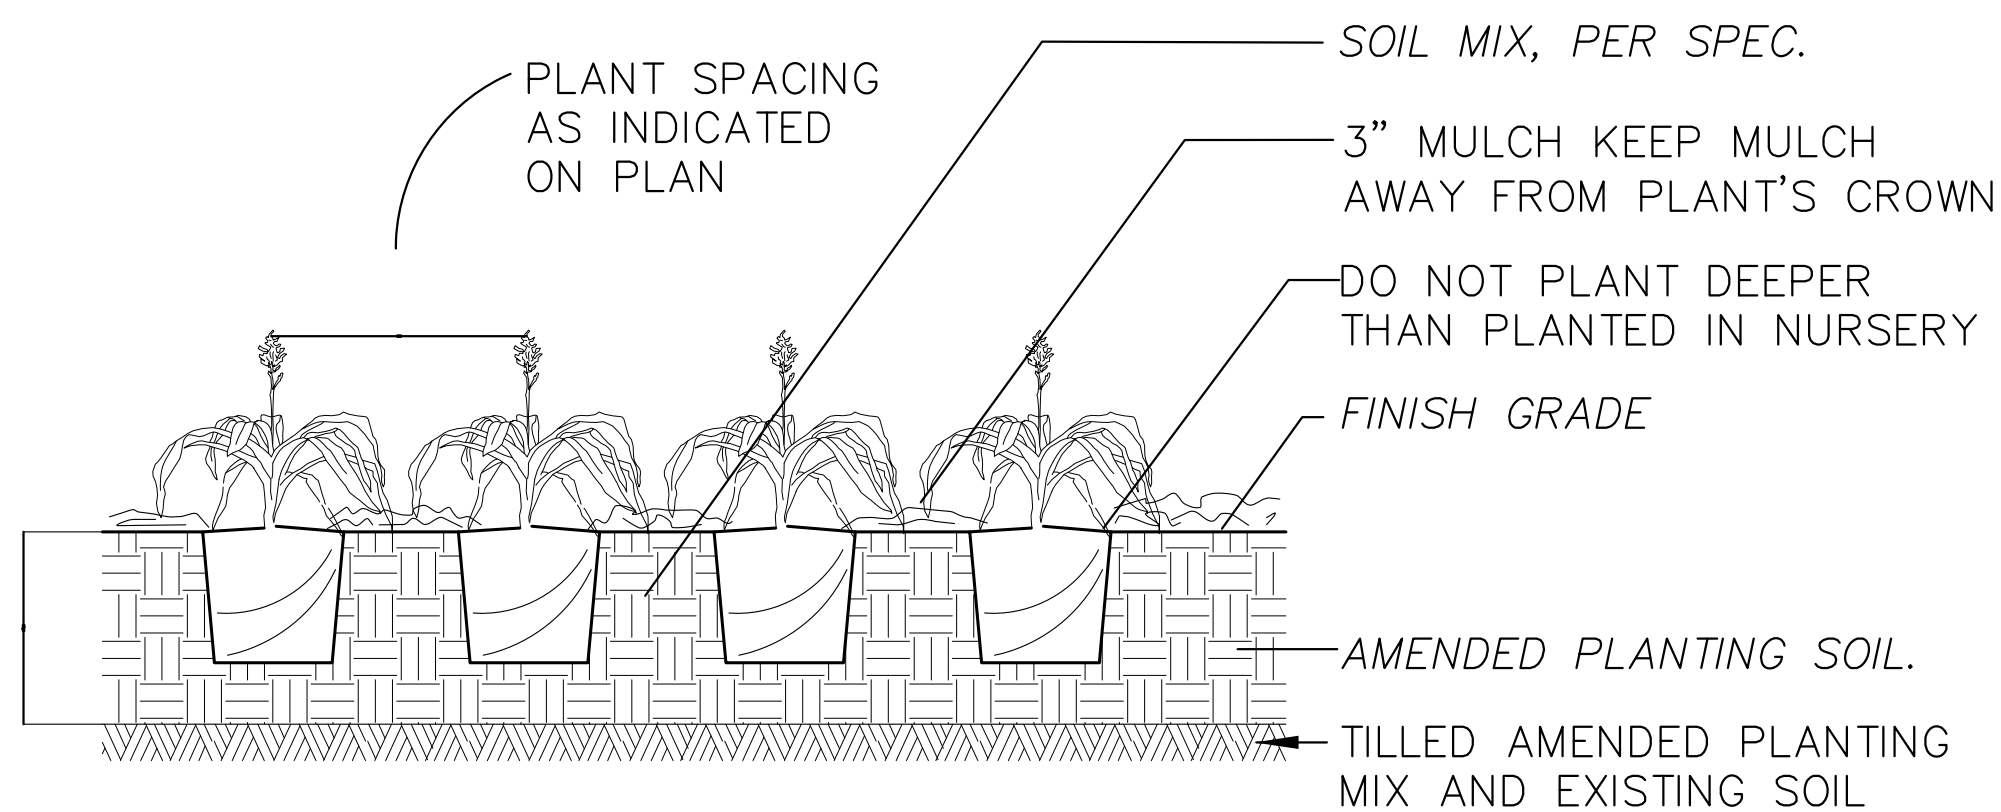 PLANT SPACING
AS INDICATED
ON PLAN
SOIL MIX, PER SPEC.
3” MULCH KEEP MULCH
AWAY FROM PLANT'S CROWN
DO NOT PLANT DEEPER
THAN PLANTED IN NURSERY
FINISH GRADE
AMENDED PLANTING SOIL.
TILLED AMENDED PLANTING
MIX AND EXISTING SOIL